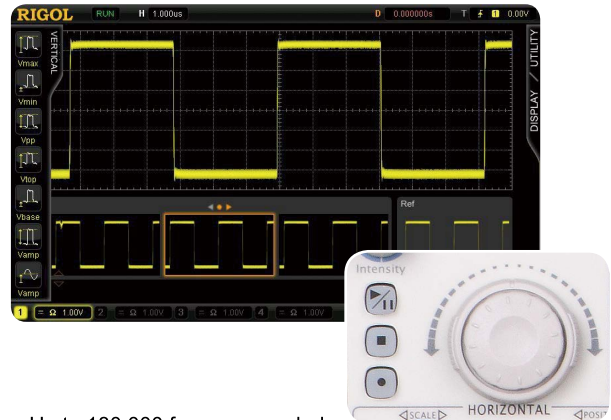 RIGOL RUN H 1.000us D 0.000000s T 1 0.00V
VERTICAL
UTILITY
DISPLAY
Vmax
Vmin
Vpp
Vtop
Vbase
Vamp
Vamp
Ref
1 = Ω 1.00V 2 = Ω 1.00V 3 = Ω 1.00V 4 = Ω 1.00V
Intensity
SCALE HORIZONTAL